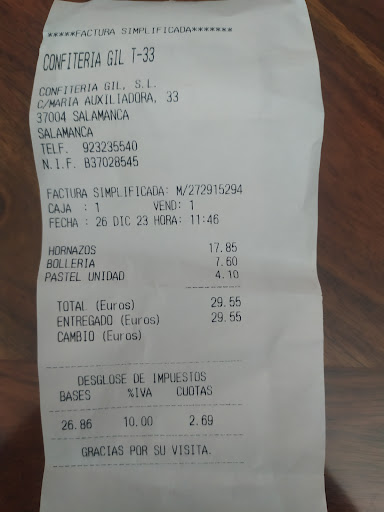 *****FACTURA SIMPLIFICADA*******
CONFITERIA GIL T-33
CONFITERIA GIL, S.L.
C/MARIA AUXILIADORA, 33
37004 SALAMANCA
SALAMANCA
TELF. 923235540
N.I.F. B37028545
FACTURA SIMPLIFICADA: M/272915294
CAJA : 1 VEND: 1
FECHA : 26 DIC 23 HORA: 11:46
HORNAZOS 17.85
BOLLERIA 7.60
PASTEL UNIDAD 4.10
TOTAL (Euros) 29.55
ENTREGADO (Euros) 29.55
CAMBIO (Euros)
DESGLOSE DE IMPUESTOS
BASES %IVA CUOTAS
26.86 10.00 2.69
GRACIAS POR SU VISITA.